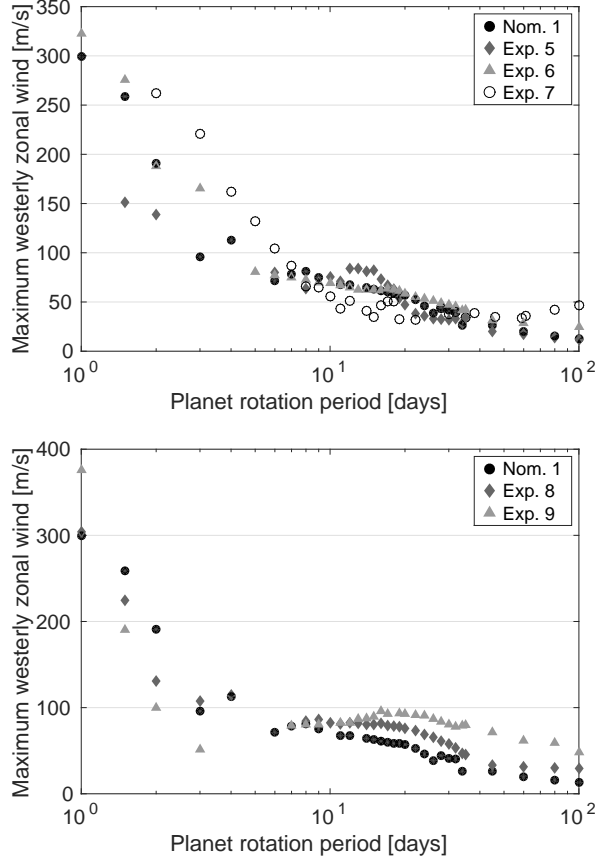 350
300
250
200
150
100
50
0
Maximum westerly zonal wind [m/s]
Nom. 1
Exp. 5
Exp. 6
Exp. 7
10^0 10^1 10^2
Planet rotation period [days]
400
300
200
100
0
Maximum westerly zonal wind [m/s]
Nom. 1
Exp. 8
Exp. 9
10^0 10^1 10^2
Planet rotation period [days]